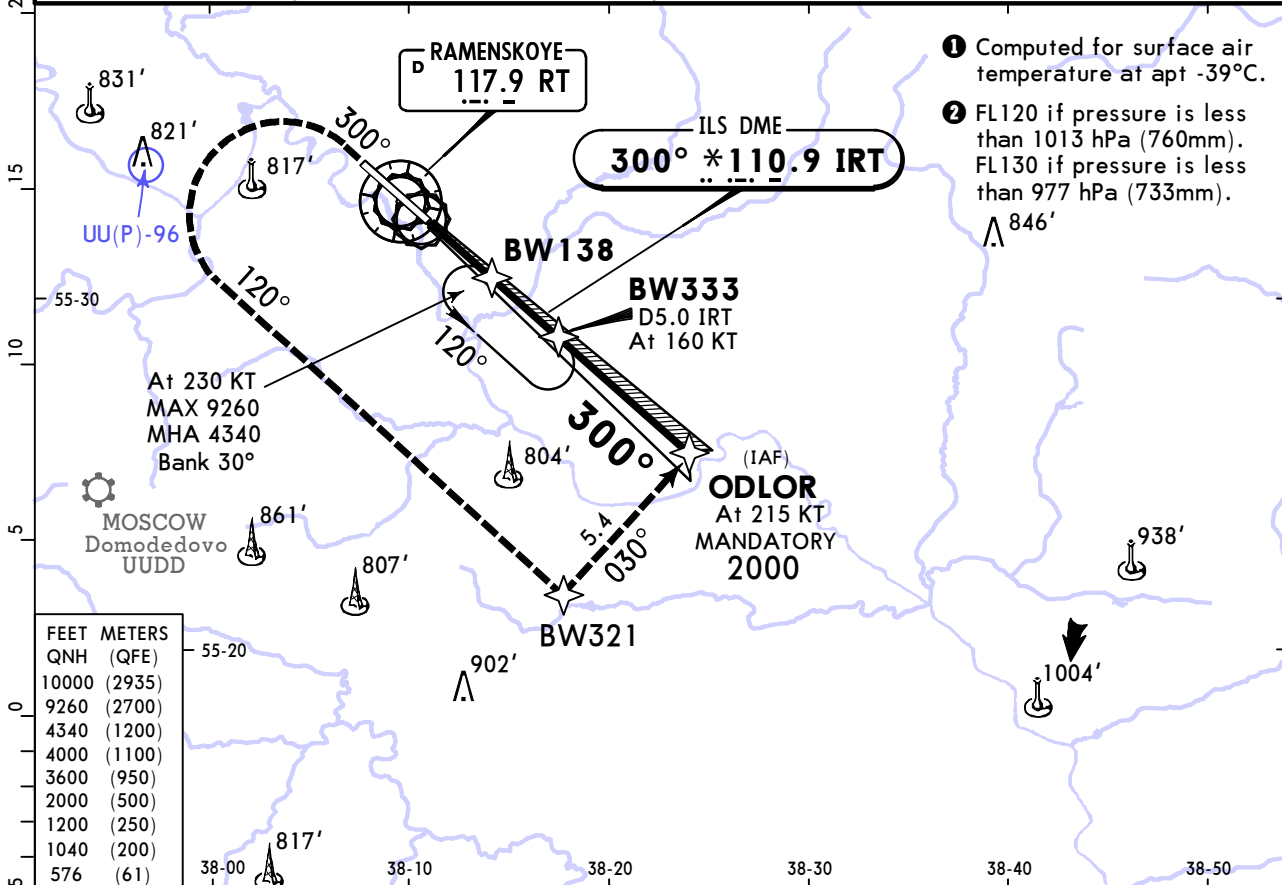 ❶ Computed for surface air
temperature at apt -39°C.
❷ FL120 if pressure is less
than 1013 hPa (760mm).
FL130 if pressure is less
than 977 hPa (733mm).
RAMENSKOYE
D 117.9 RT
ILS DME
300° *110.9 IRT
831'
821'
817'
UU(P)-96
846'
300°
15
BW138
BW333
D5.0 IRT
At 160 KT
55-30
120°
120°
10
At 230 KT
MAX 9260
MHA 4340
Bank 30°
300°
804'
(IAF)
ODLOR
At 215 KT
MANDATORY
2000
MOSCOW
Domodedovo
UUDD
861'
807'
5.4
030°
938'
5
BW321
55-20
902'
1004'
0
FEET METERS
QNH (QFE)
10000 (2935)
9260 (2700)
4340 (1200)
4000 (1100)
3600 (950)
2000 (500)
1200 (250)
1040 (200)
576 (61)
817'
5
38-00
38-10
38-20
38-30
38-40
38-50